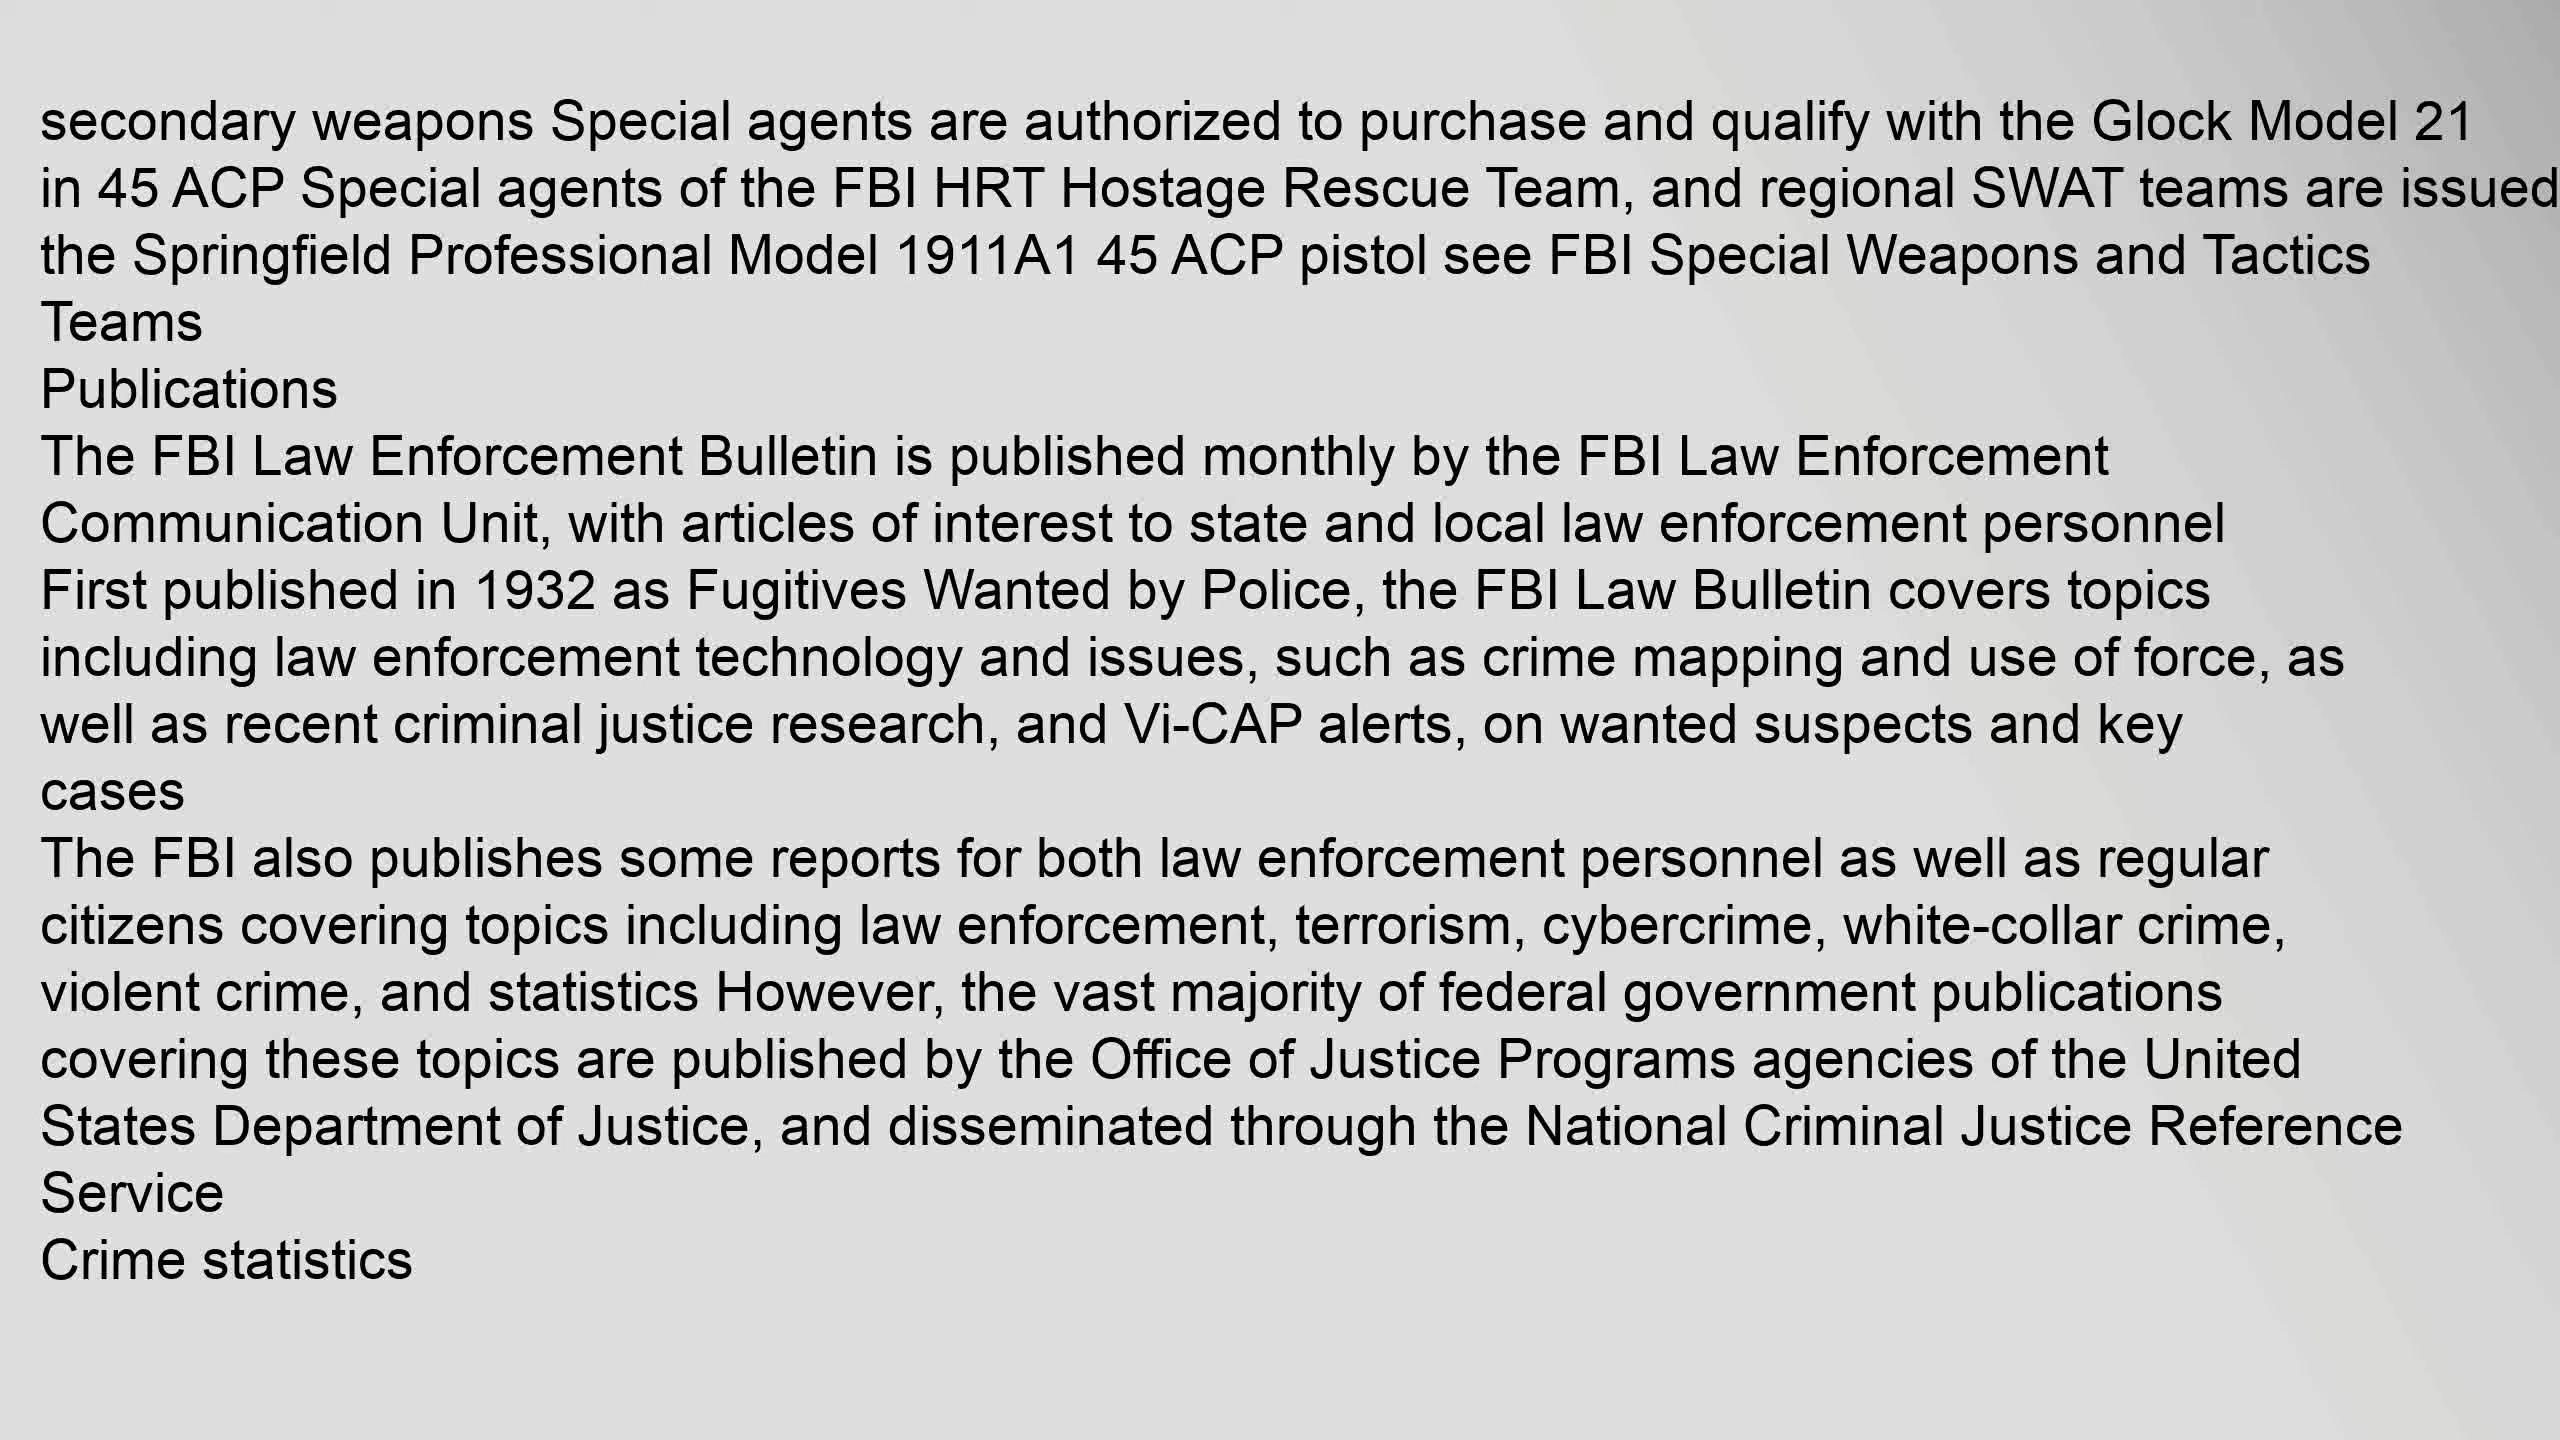 secondary weapons Special agents are authorized to purchase and qualify with the Glock Model 21
in 45 ACP Special agents of the FBI HRT Hostage Rescue Team, and regional SWAT teams are issued
the Springfield Professional Model 1911A1 45 ACP pistol see FBI Special Weapons and Tactics
Teams
Publications
The FBI Law Enforcement Bulletin is published monthly by the FBI Law Enforcement
Communication Unit, with articles of interest to state and local law enforcement personnel
First published in 1932 as Fugitives Wanted by Police, the FBI Law Bulletin covers topics
including law enforcement technology and issues, such as crime mapping and use of force, as
well as recent criminal justice research, and Vi-CAP alerts, on wanted suspects and key
cases
The FBI also publishes some reports for both law enforcement personnel as well as regular
citizens covering topics including law enforcement, terrorism, cybercrime, white-collar crime,
violent crime, and statistics However, the vast majority of federal government publications
covering these topics are published by the Office of Justice Programs agencies of the United
States Department of Justice, and disseminated through the National Criminal Justice Reference
Service
Crime statistics